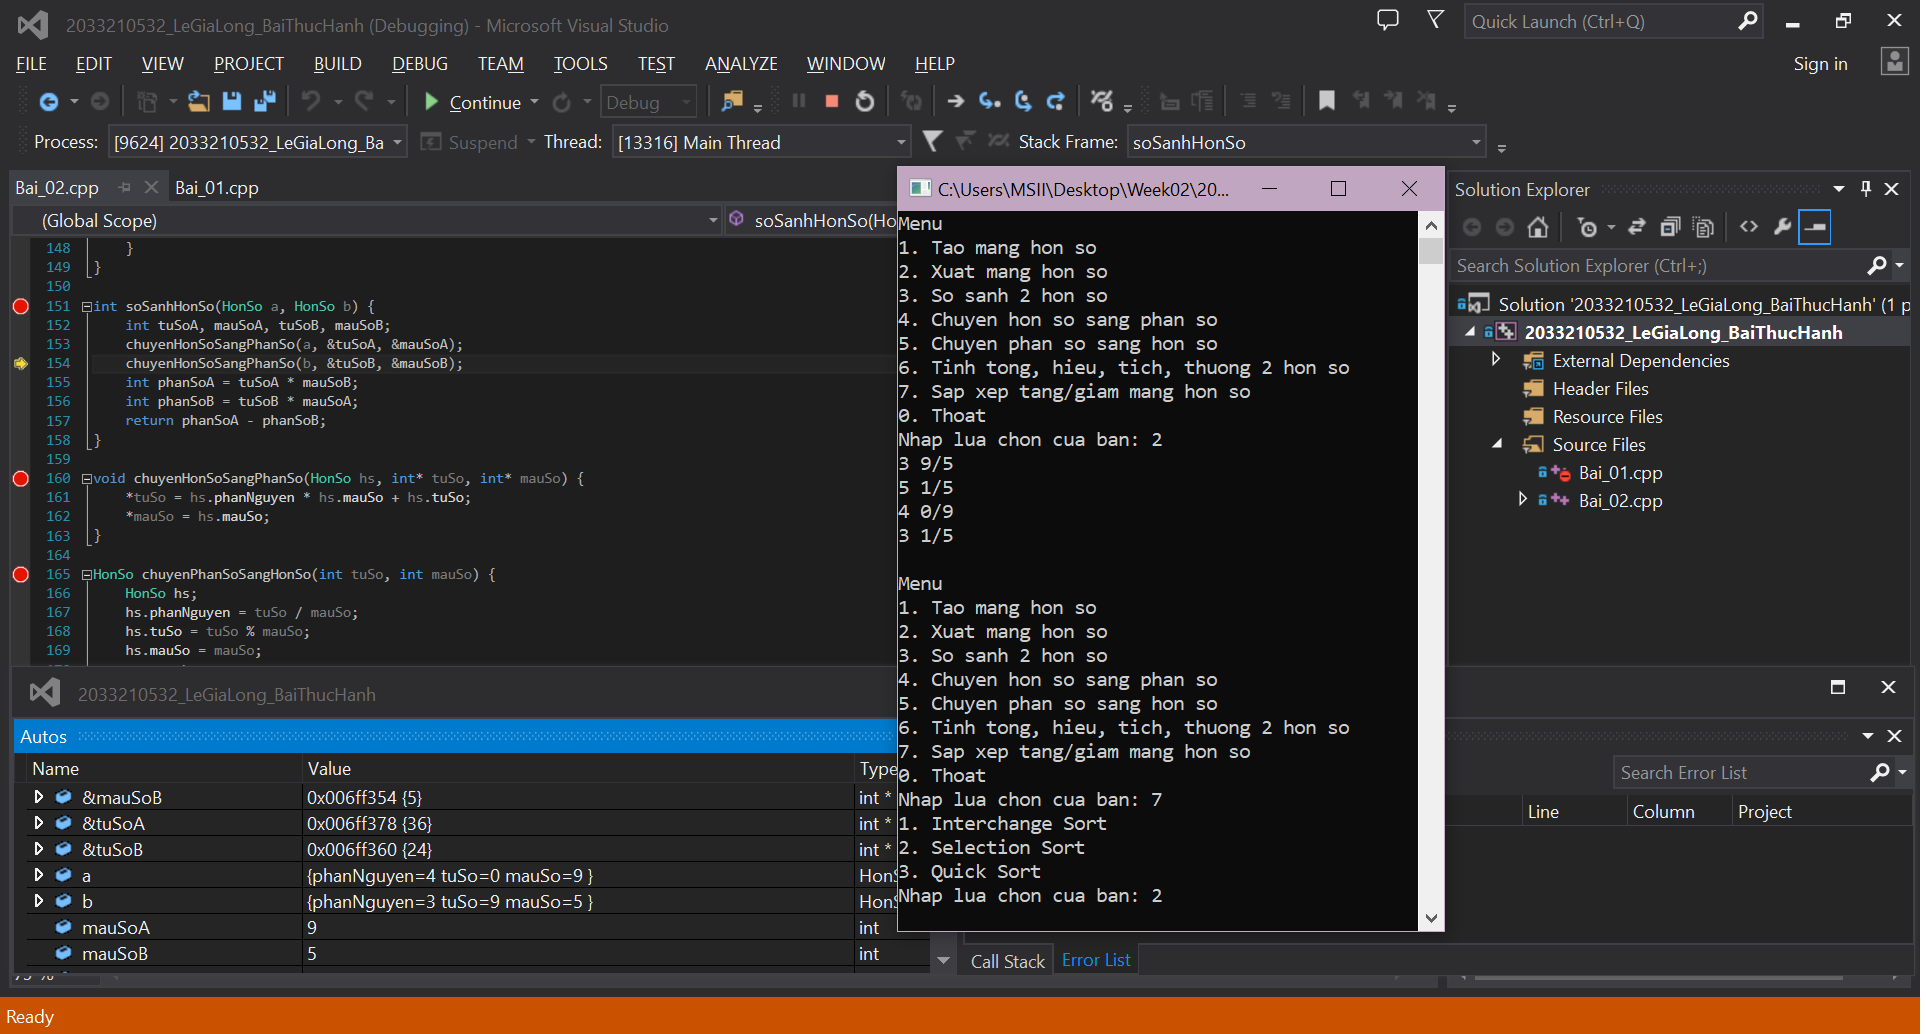 2033210532_LeGiaLong_BaiThucHanh (Debugging) - Microsoft Visual Studio
Quick Launch (Ctrl+Q)
FILE EDIT VIEW PROJECT BUILD DEBUG TEAM TOOLS TEST ANALYZE WINDOW HELP
Sign in
Continue Debug
Process: [9624] 2033210532_LeGiaLong_Ba Suspend Thread: [13316] Main Thread Stack Frame: soSanhHonSo
Bai_02.cpp Bai_01.cpp
(Global Scope) soSanhHonSo(Ho
148 }
149 }
150
151 int soSanhHonSo(HonSo a, HonSo b) {
152 int tuSoA, mauSoA, tuSoB, mauSoB;
153 chuyenHonSoSangPhanSo(a, &tuSoA, &mauSoA);
154 chuyenHonSoSangPhanSo(b, &tuSoB, &mauSoB);
155 int phanSoA = tuSoA * mauSoB;
156 int phanSoB = tuSoB * mauSoA;
157 return phanSoA - phanSoB;
158 }
159
160 void chuyenHonSoSangPhanSo(HonSo hs, int* tuSo, int* mauSo) {
161 *tuSo = hs.phanNguyen * hs.mauSo + hs.tuSo;
162 *mauSo = hs.mauSo;
163 }
164
165 HonSo chuyenPhanSoSangHonSo(int tuSo, int mauSo) {
166 HonSo hs;
167 hs.phanNguyen = tuSo / mauSo;
168 hs.tuSo = tuSo % mauSo;
169 hs.mauSo = mauSo;
C:\Users\MSII\Desktop\Week02\20...
Menu
1. Tao mang hon so
2. Xuat mang hon so
3. So sanh 2 hon so
4. Chuyen hon so sang phan so
5. Chuyen phan so sang hon so
6. Tinh tong, hieu, tich, thuong 2 hon so
7. Sap xep tang/giam mang hon so
0. Thoat
Nhap lua chon cua ban: 2
3 9/5
5 1/5
4 0/9
3 1/5
Menu
1. Tao mang hon so
2. Xuat mang hon so
3. So sanh 2 hon so
4. Chuyen hon so sang phan so
5. Chuyen phan so sang hon so
6. Tinh tong, hieu, tich, thuong 2 hon so
7. Sap xep tang/giam mang hon so
0. Thoat
Nhap lua chon cua ban: 7
1. Interchange Sort
2. Selection Sort
3. Quick Sort
Nhap lua chon cua ban: 2
Solution Explorer
Search Solution Explorer (Ctrl+;)
Solution '2033210532_LeGiaLong_BaiThucHanh' (1 p
2033210532_LeGiaLong_BaiThucHanh
External Dependencies
Header Files
Resource Files
Source Files
Bai_01.cpp
Bai_02.cpp
2033210532_LeGiaLong_BaiThucHanh
Autos
Name Value Type
&mauSoB 0x006ff354 {5} int *
&tuSoA 0x006ff378 {36} int *
&tuSoB 0x006ff360 {24} int *
a {phanNguyen=4 tuSo=0 mauSo=9 } HonS
b {phanNguyen=3 tuSo=9 mauSo=5 } HonS
mauSoA 9 int
mauSoB 5 int
Search Error List
Line Column Project
Call Stack Error List
Ready